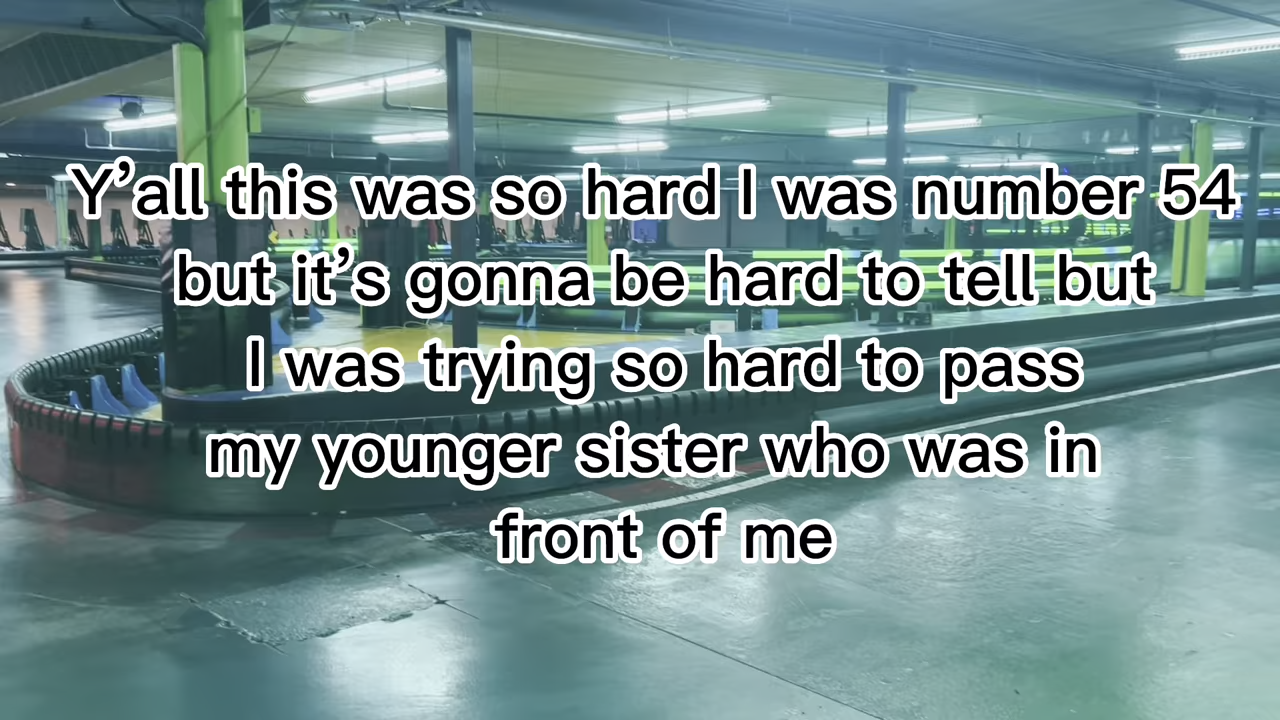 Y’all this was so hard I was number 54
but it’s gonna be hard to tell but
I was trying so hard to pass
my younger sister who was in
front of me